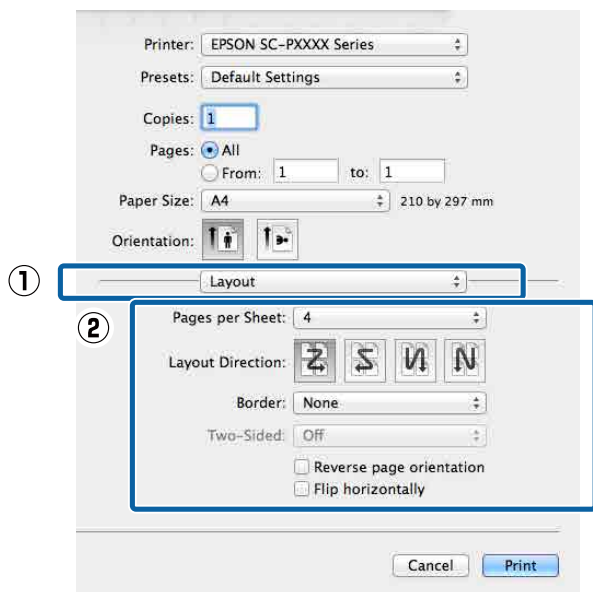 Printer: EPSON SC-PXXXX Series
Presets: Default Settings
Copies: 1
Pages: All
From: 1 to: 1
Paper Size: A4 210 by 297 mm
Orientation:
① Layout
② Pages per Sheet: 4
Layout Direction:
Border: None
Two-Sided: Off
Reverse page orientation
Flip horizontally
Cancel Print